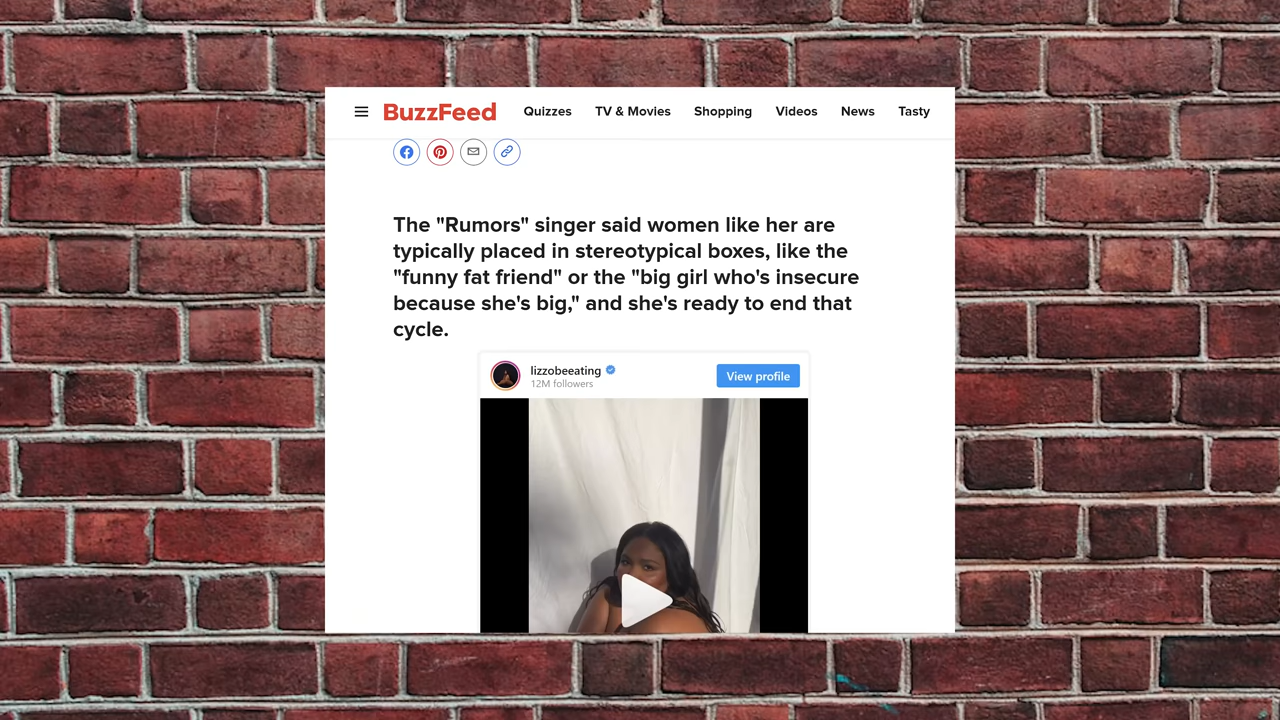 BuzzFeed Quizzes TV & Movies Shopping Videos News Tasty
The "Rumors" singer said women like her are
typically placed in stereotypical boxes, like the
"funny fat friend" or the "big girl who's insecure
because she's big," and she's ready to end that
cycle.
lizzobeeating
12M followers
View profile